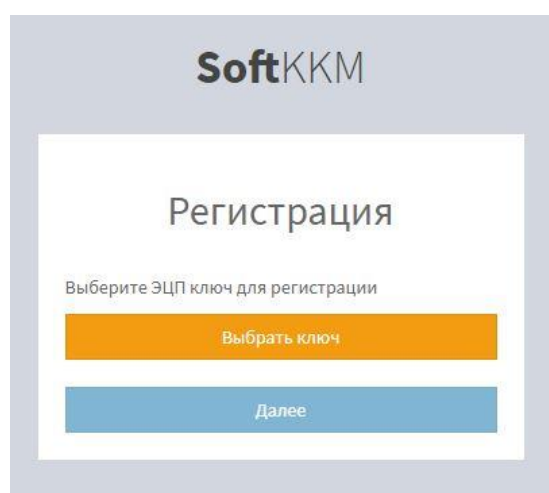 SoftKKM
Регистрация
Выберите ЭЦП ключ для регистрации
Выбрать ключ
Далее